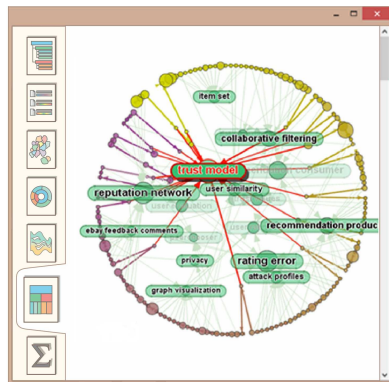 item set
collaborative filtering
trust model
consumer
reputation network
user similarity
ebay feedback comments
recommendation produc
privacy
rating error
attack profiles
graph visualization
Σ